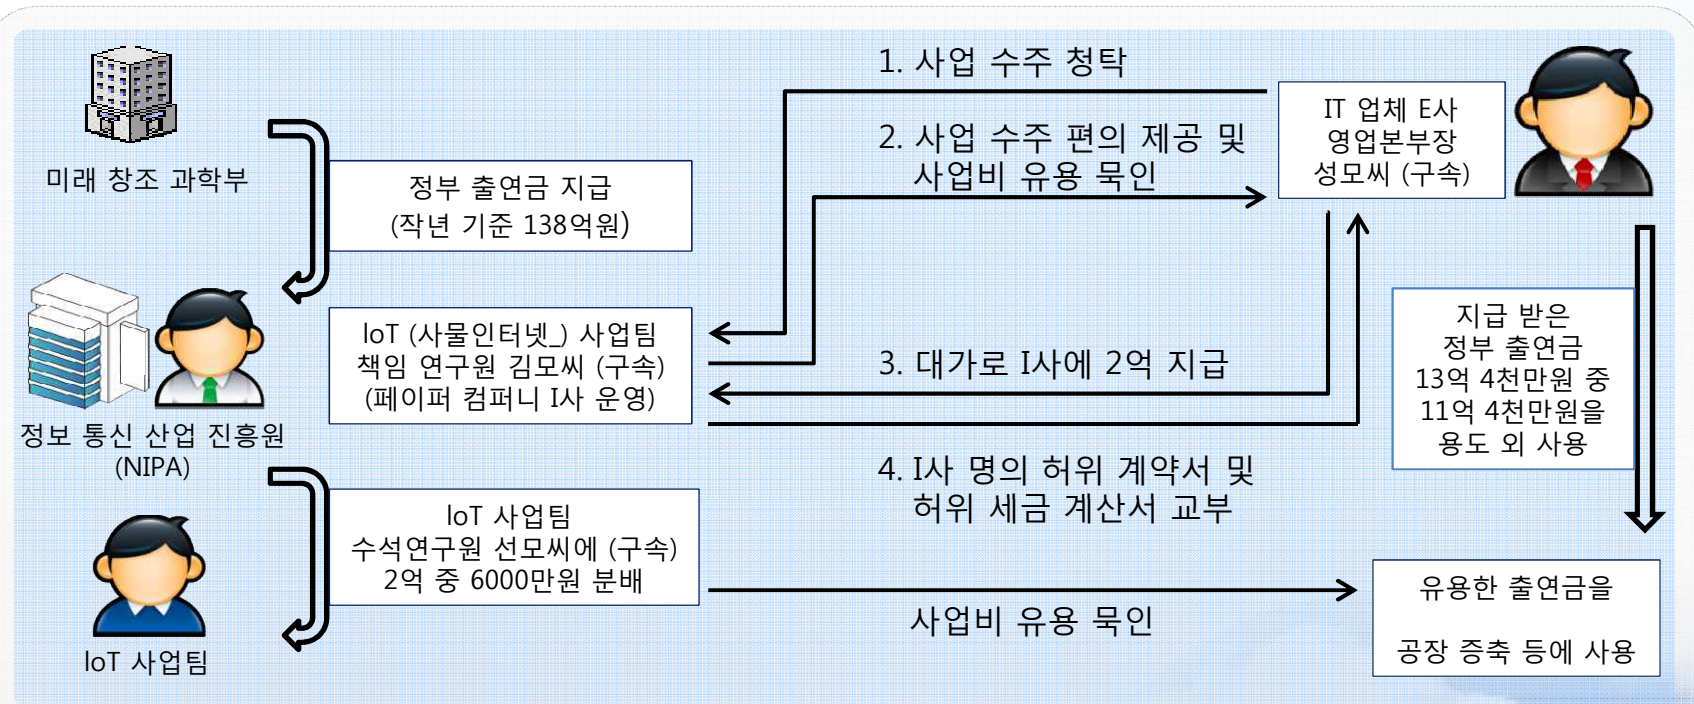 미래 창조 과학부
정부 출연금 지급
(작년 기준 138억원)
정보 통신 산업 진흥원
(NIPA)
IoT (사물인터넷_) 사업팀
책임 연구원 김모씨 (구속)
(페이퍼 컴퍼니 I사 운영)
IoT 사업팀
IoT 사업팀
수석연구원 선모씨에 (구속)
2억 중 6000만원 분배
1. 사업 수주 청탁
2. 사업 수주 편의 제공 및
사업비 유용 묵인
3. 대가로 I사에 2억 지급
4. I사 명의 허위 계약서 및
허위 세금 계산서 교부
사업비 유용 묵인
IT 업체 E사
영업본부장
성모씨 (구속)
지급 받은
정부 출연금
13억 4천만원 중
11억 4천만원을
용도 외 사용
유용한 출연금을
공장 증축 등에 사용